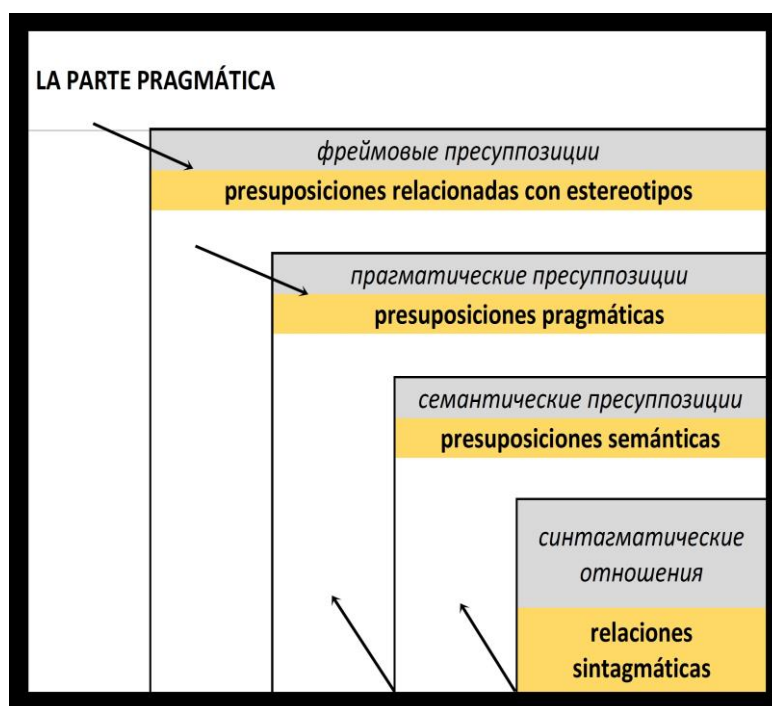 LA PARTE PRAGMÁTICA
фреймовые пресуппозиции
presuposiciones relacionadas con estereotipos
прагматические пресуппозиции
presuposiciones pragmáticas
семантические пресуппозиции
presuposiciones semánticas
синтагматические
отношения
relaciones
sintagmáticas